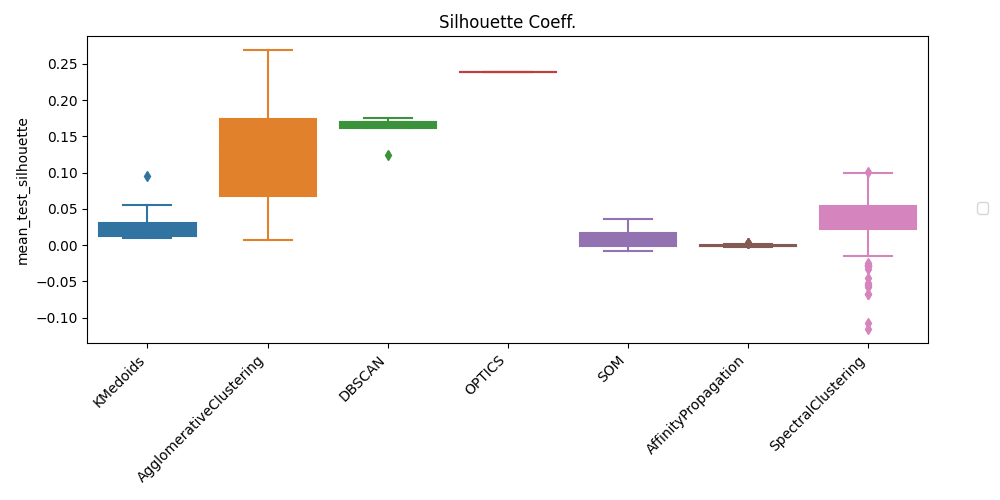 Silhouette Coeff.
mean_test_silhouette
0.25
0.20
0.15
0.10
0.05
0.00
−0.05
−0.10
KMedoids
AgglomerativeClustering
DBSCAN
OPTICS
SOM
AffinityPropagation
SpectralClustering